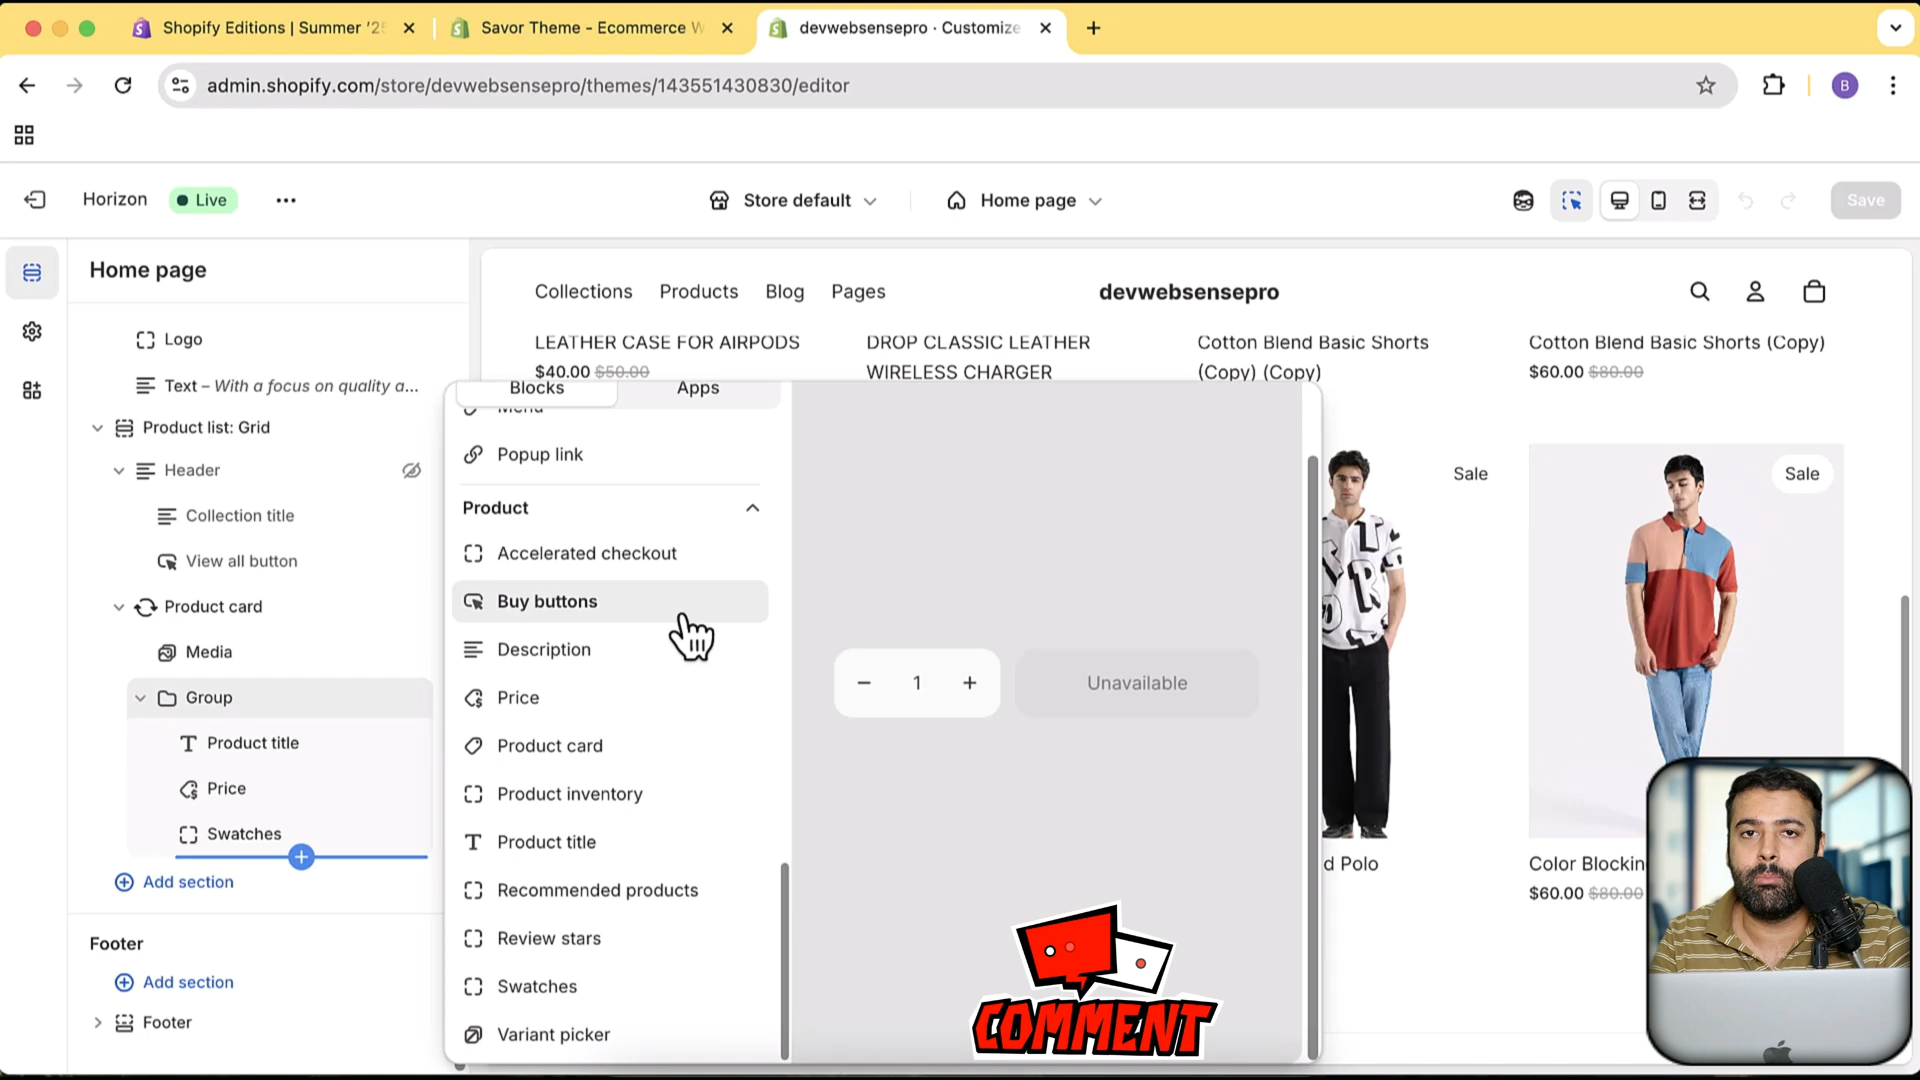 Shopify Editions | Summer '25
Savor Theme - Ecommerce W
devwebsensepro · Customize
admin.shopify.com/store/devwebsensepro/themes/143551430830/editor
B
Horizon
Live
Store default
Home page
Save
Home page
Logo
Text – With a focus on quality a...
Product list: Grid
Header
Collection title
View all button
Product card
Media
Group
Product title
Price
Swatches
Add section
Footer
Add section
Footer
Blocks
Apps
Menu
Popup link
Product
Accelerated checkout
Buy buttons
Description
Price
Product card
Product inventory
Product title
Recommended products
Review stars
Swatches
Variant picker
1
Unavailable
Collections
Products
Blog
Pages
devwebsensepro
LEATHER CASE FOR AIRPODS
$40.00 $50.00
DROP CLASSIC LEATHER
WIRELESS CHARGER
Cotton Blend Basic Shorts
(Copy) (Copy)
Cotton Blend Basic Shorts (Copy)
$60.00 $80.00
Sale
Sale
d Polo
Color Blockin
$60.00 $80.00
COMMENT